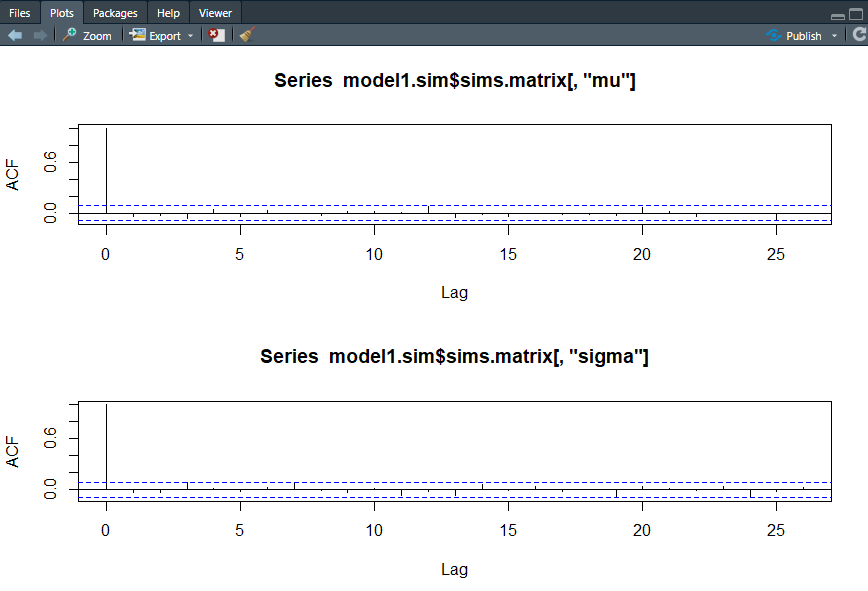 Files Plots Packages Help Viewer
Zoom Export Publish
Series model1.sim$sims.matrix[, "mu"]
ACF
0.6
0.0
0 5 10 15 20 25
Lag
Series model1.sim$sims.matrix[, "sigma"]
ACF
0.6
0.0
0 5 10 15 20 25
Lag